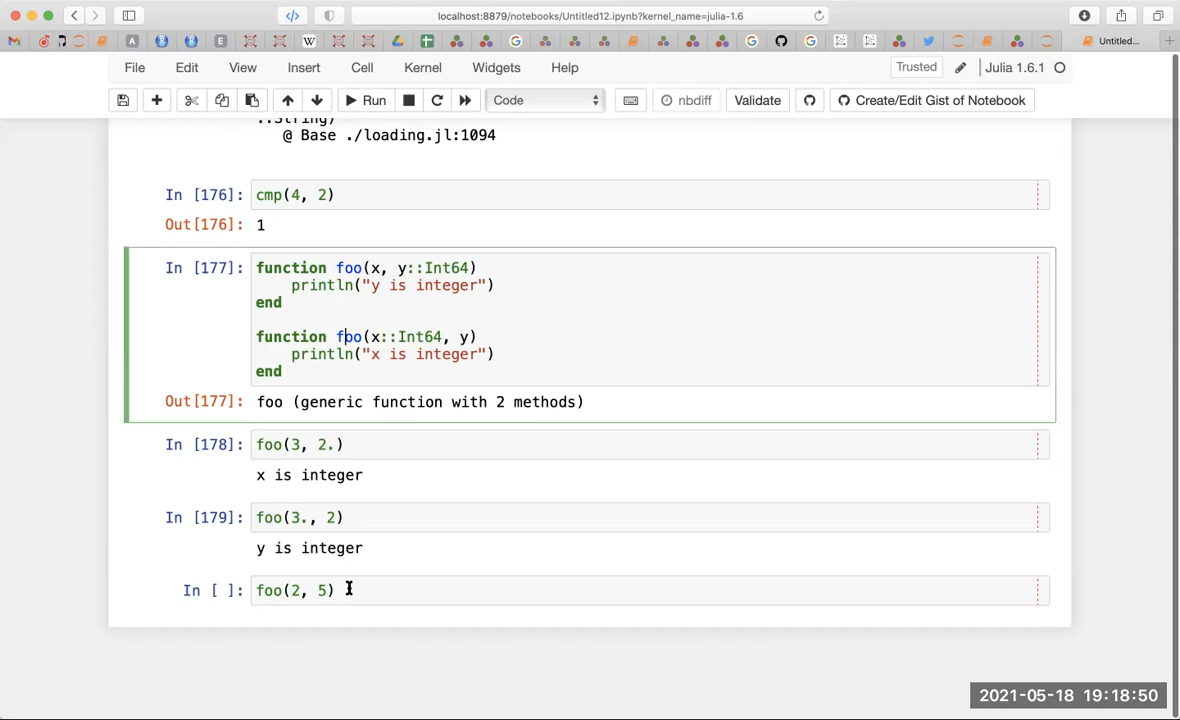 localhost:8879/notebooks/Untitled12.ipynb?kernel_name=julia-1.6
Untitled...
File Edit View Insert Cell Kernel Widgets Help Trusted Julia 1.6.1
Run Code nbdiff Validate Create/Edit Gist of Notebook
::String)
@ Base ./loading.jl:1094
In [176]: cmp(4, 2)
Out[176]: 1
In [177]: function foo(x, y::Int64)
println("y is integer")
end
function foo(x::Int64, y)
println("x is integer")
end
Out[177]: foo (generic function with 2 methods)
In [178]: foo(3, 2.)
x is integer
In [179]: foo(3., 2)
y is integer
In [ ]: foo(2, 5)
2021-05-18 19:18:50